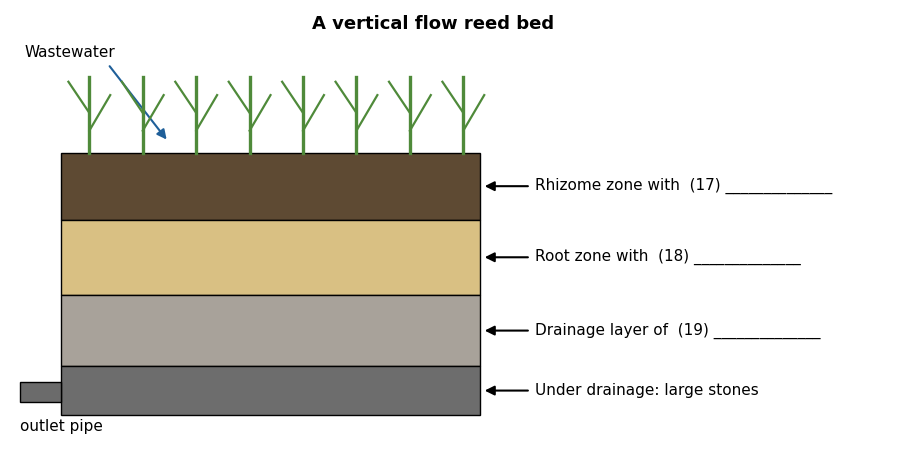 A vertical flow reed bed
Wastewater
Rhizome zone with  (17) ______________
Root zone with  (18) ______________
Drainage layer of  (19) ______________
Under drainage: large stones
outlet pipe